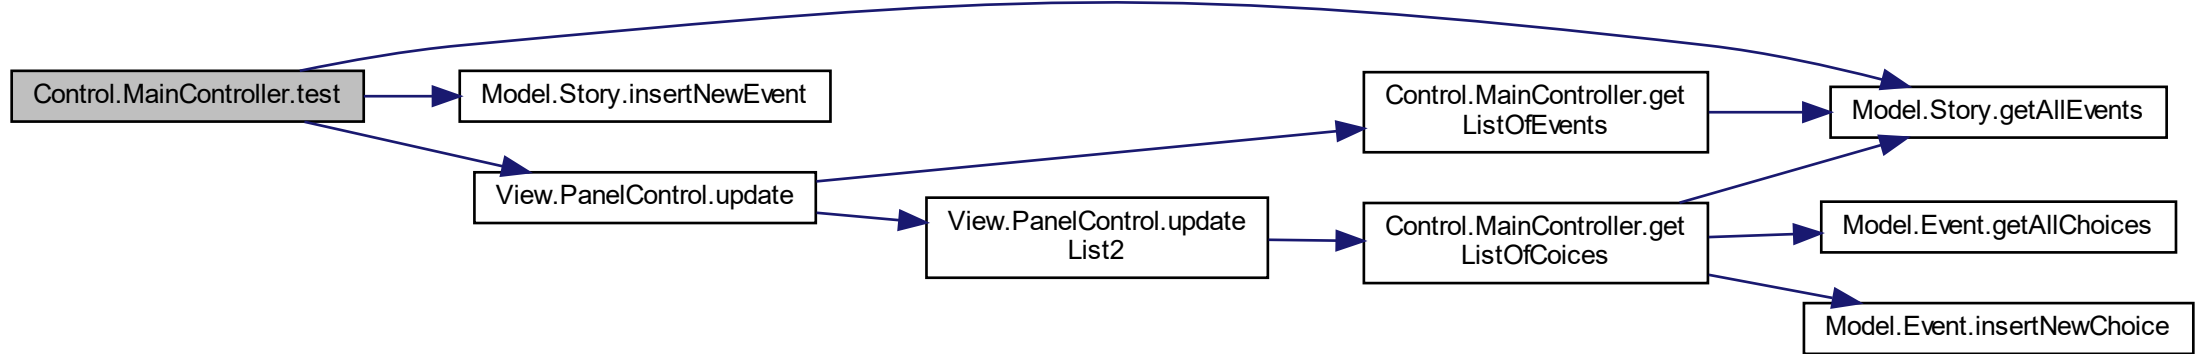 Control.MainController.test
Model.Story.insertNewEvent
View.PanelControl.update
View.PanelControl.update
List2
Control.MainController.get
ListOfEvents
Control.MainController.get
ListOfCoices
Model.Story.getAllEvents
Model.Event.getAllChoices
Model.Event.insertNewChoice